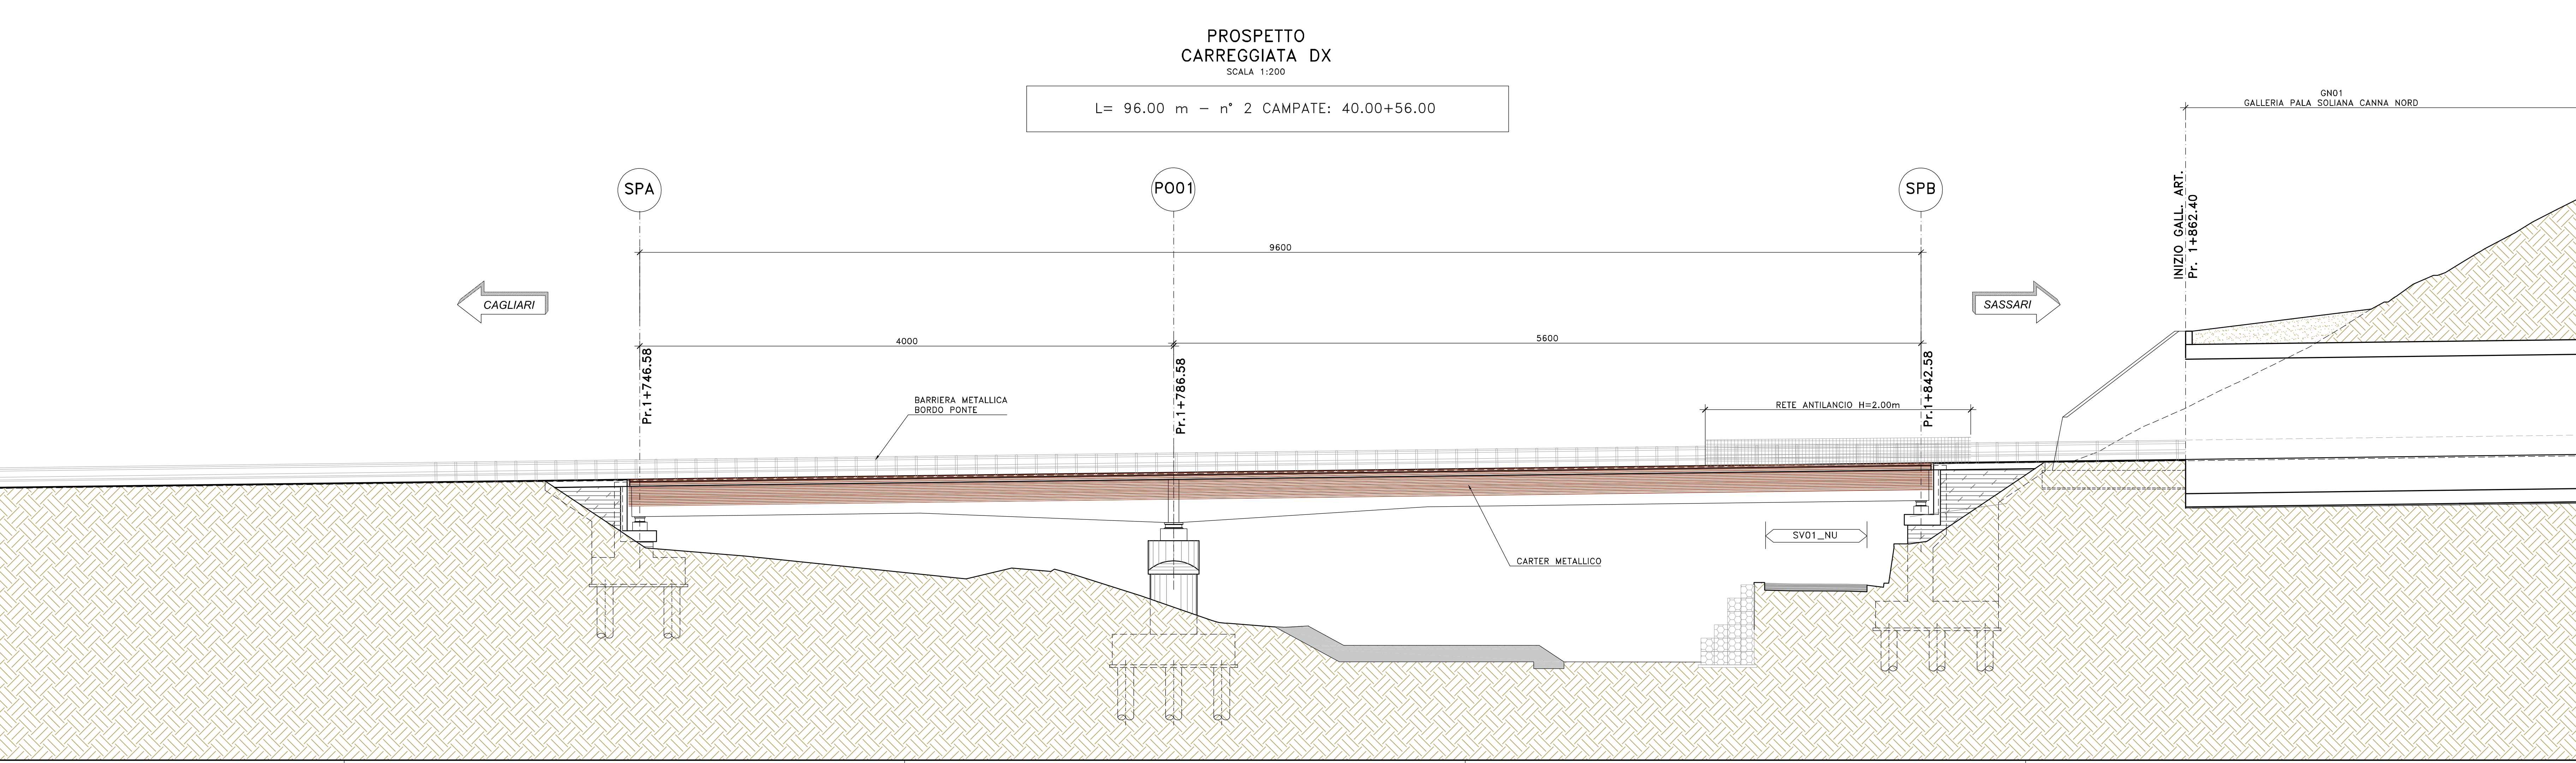 PROSPETTO
CARREGGIATA DX
SCALA 1:200
L= 96.00 m - n° 2 CAMPATE: 40.00+56.00
GN01
GALLERIA PALA SOLIANA CANNA NORD
SPA
PO01
SPB
INIZIO GALL. ART.
Pr. 1+862.40
9600
CAGLIARI
SASSARI
4000
5600
Pr.1+746.58
Pr.1+786.58
Pr.1+842.58
BARRIERA METALLICA
BORDO PONTE
RETE ANTILANCIO H=2.00m
SV01_NU
CARTER METALLICO